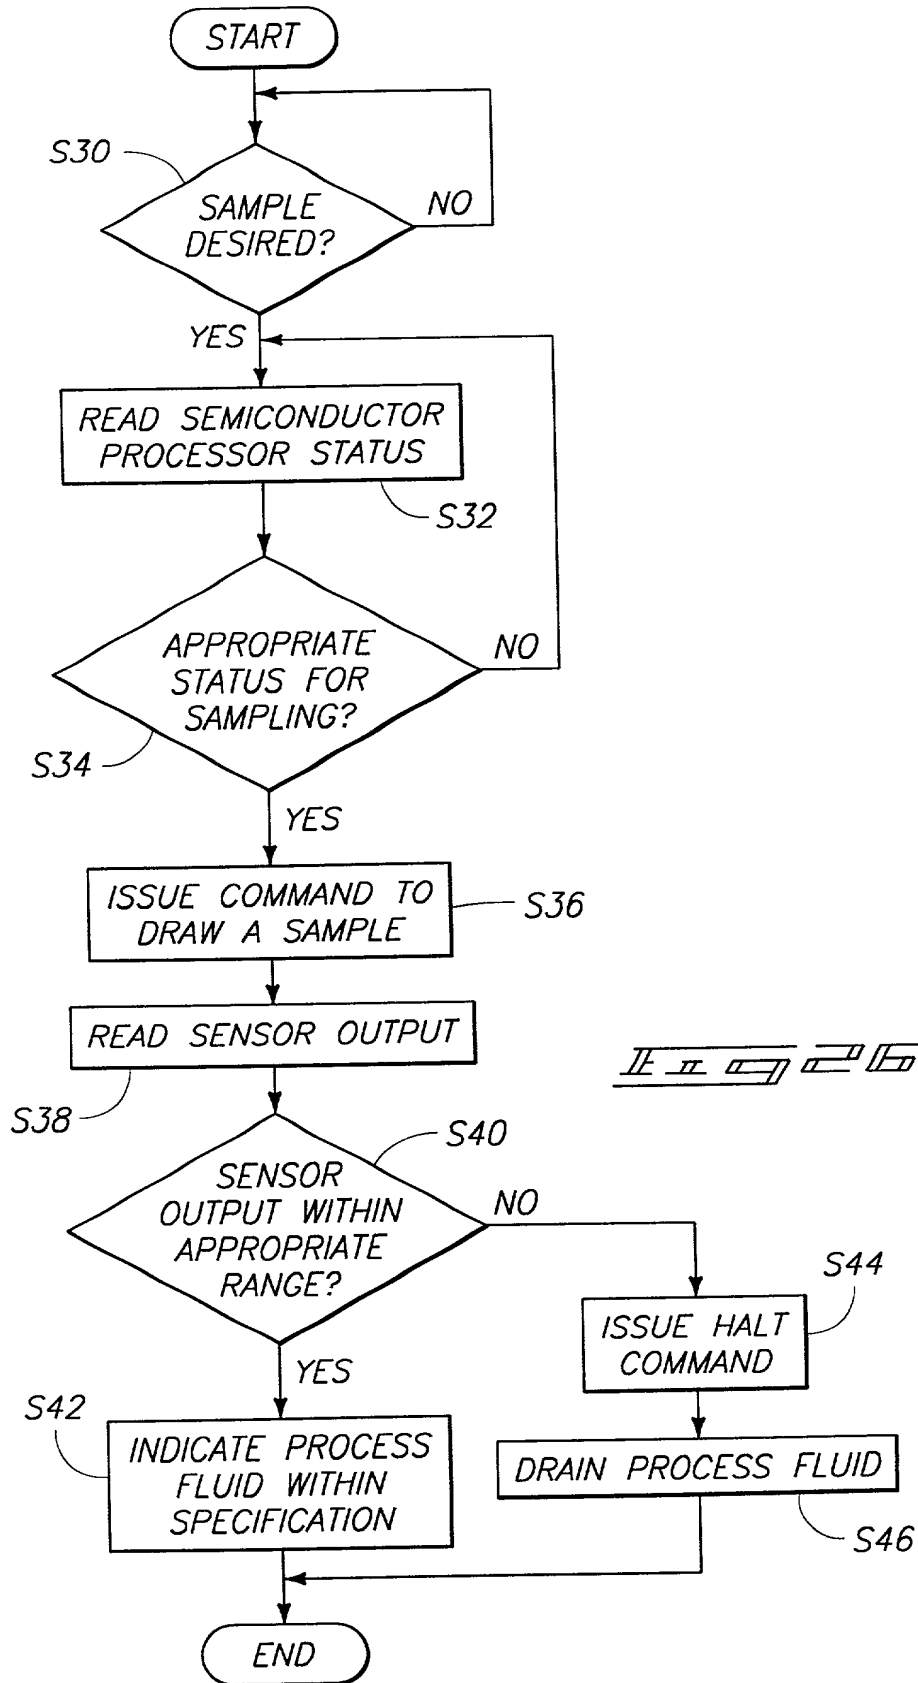 START
S30
SAMPLE
DESIRED?
NO
YES
READ SEMICONDUCTOR
PROCESSOR STATUS
S32
APPROPRIATE
STATUS FOR
SAMPLING?
NO
S34
YES
ISSUE COMMAND TO
DRAW A SAMPLE
S36
READ SENSOR OUTPUT
S38
S40
SENSOR
OUTPUT WITHIN
APPROPRIATE
RANGE?
NO
S44
ISSUE HALT
COMMAND
YES
S42
INDICATE PROCESS
FLUID WITHIN
SPECIFICATION
DRAIN PROCESS FLUID
S46
END
Fig 26